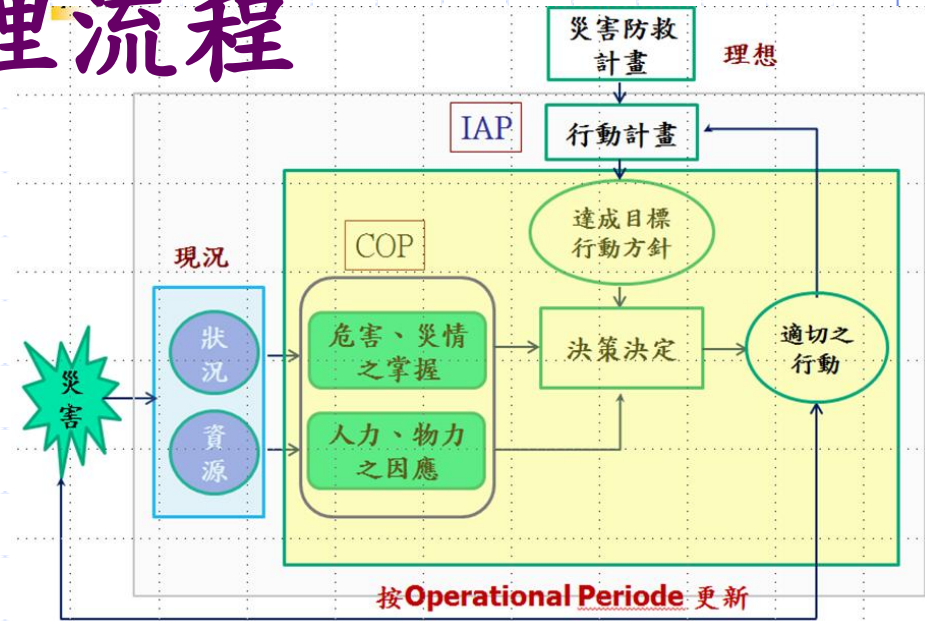 理流程
災害防救
計畫
理想
IAP
行動計畫
達成目標
行動方針
COP
現況
狀
況
危害、災情
之掌握
決策決定
適切之
行動
災
害
資
源
人力、物力
之因應
按Operational Periode 更新